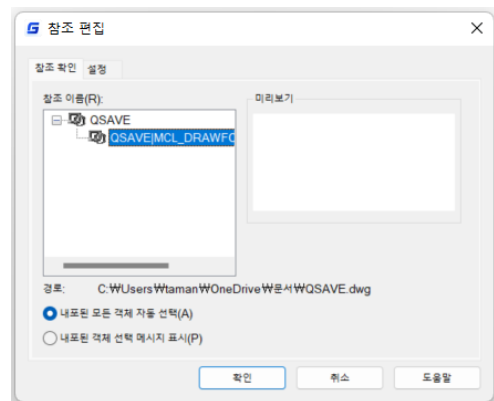 참조 편집
참조 확인 설정
참조 이름(R):
미리보기
QSAVE
QSAVE|MCL_DRAWFC
경로: C:₩Users₩taman₩OneDrive₩문서₩QSAVE.dwg
내포된 모든 객체 자동 선택(A)
내포된 객체 선택 메시지 표시(P)
확인 취소 도움말